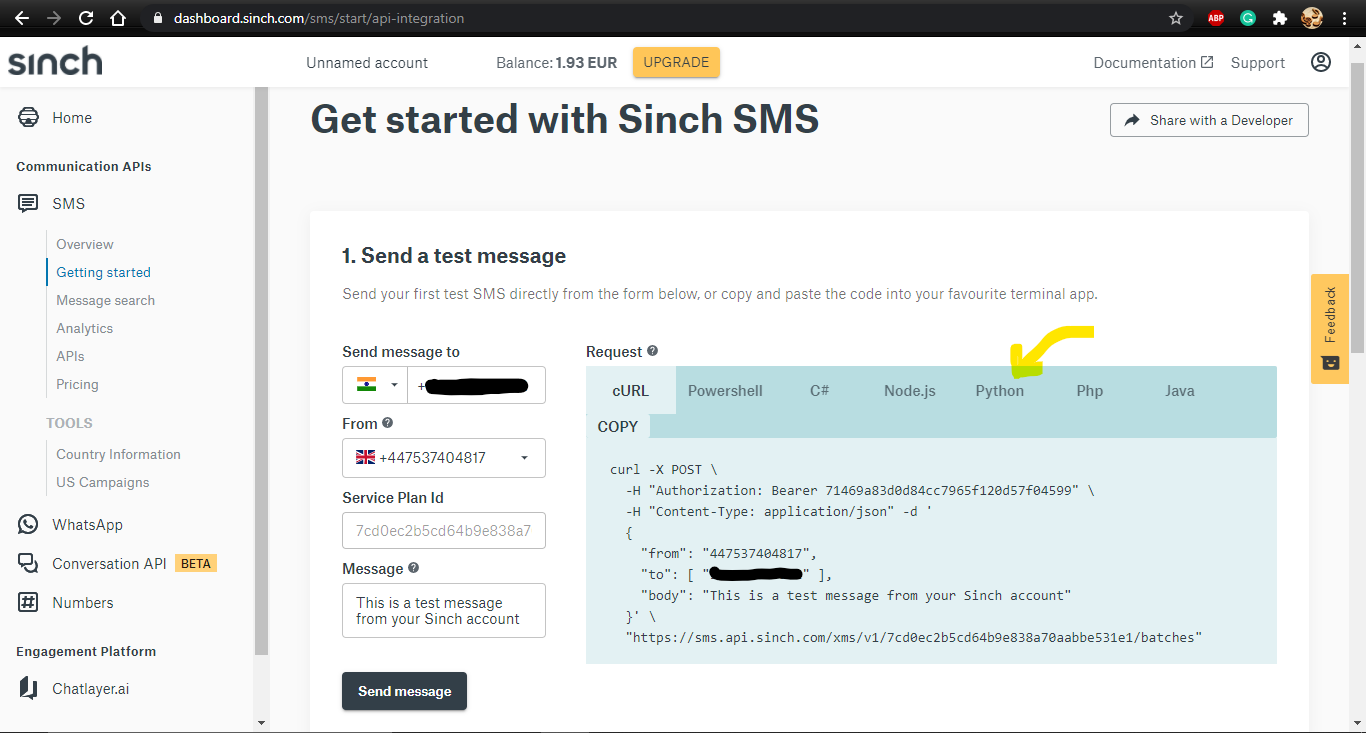 dashboard.sinch.com/sms/start/api-integration
ABP
sinch
Unnamed account
Balance: 1.93 EUR
UPGRADE
Documentation
Support
Home
Communication APIs
SMS
Overview
Getting started
Message search
Analytics
APIs
Pricing
TOOLS
Country Information
US Campaigns
WhatsApp
Conversation API BETA
Numbers
Engagement Platform
Chatlayer.ai
Get started with Sinch SMS
Share with a Developer
1. Send a test message
Send your first test SMS directly from the form below, or copy and paste the code into your favourite terminal app.
Send message to
+
From
+447537404817
Service Plan Id
7cd0ec2b5cd64b9e838a7
Message
This is a test message
from your Sinch account
Send message
Request
cURL Powershell C# Node.js Python Php Java
COPY
curl -X POST \
-H "Authorization: Bearer 71469a83d0d84cc7965f120d57f04599" \
-H "Content-Type: application/json" -d '
{
"from": "447537404817",
"to": [ "" ],
"body": "This is a test message from your Sinch account"
}' \
"https://sms.api.sinch.com/xms/v1/7cd0ec2b5cd64b9e838a70aabbe531e1/batches"
Feedback